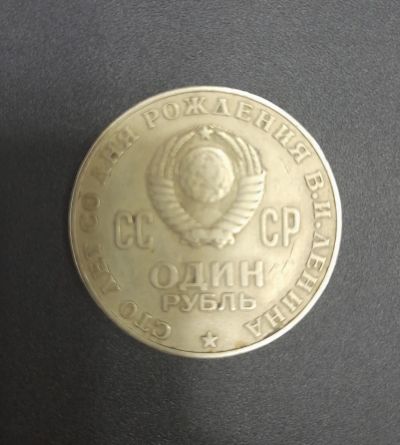 СТО ЛЕТ СО ДНЯ РОЖДЕНИЯ В.И.ЛЕНИНА
СС СР
ОДИН
РУБЛЬ